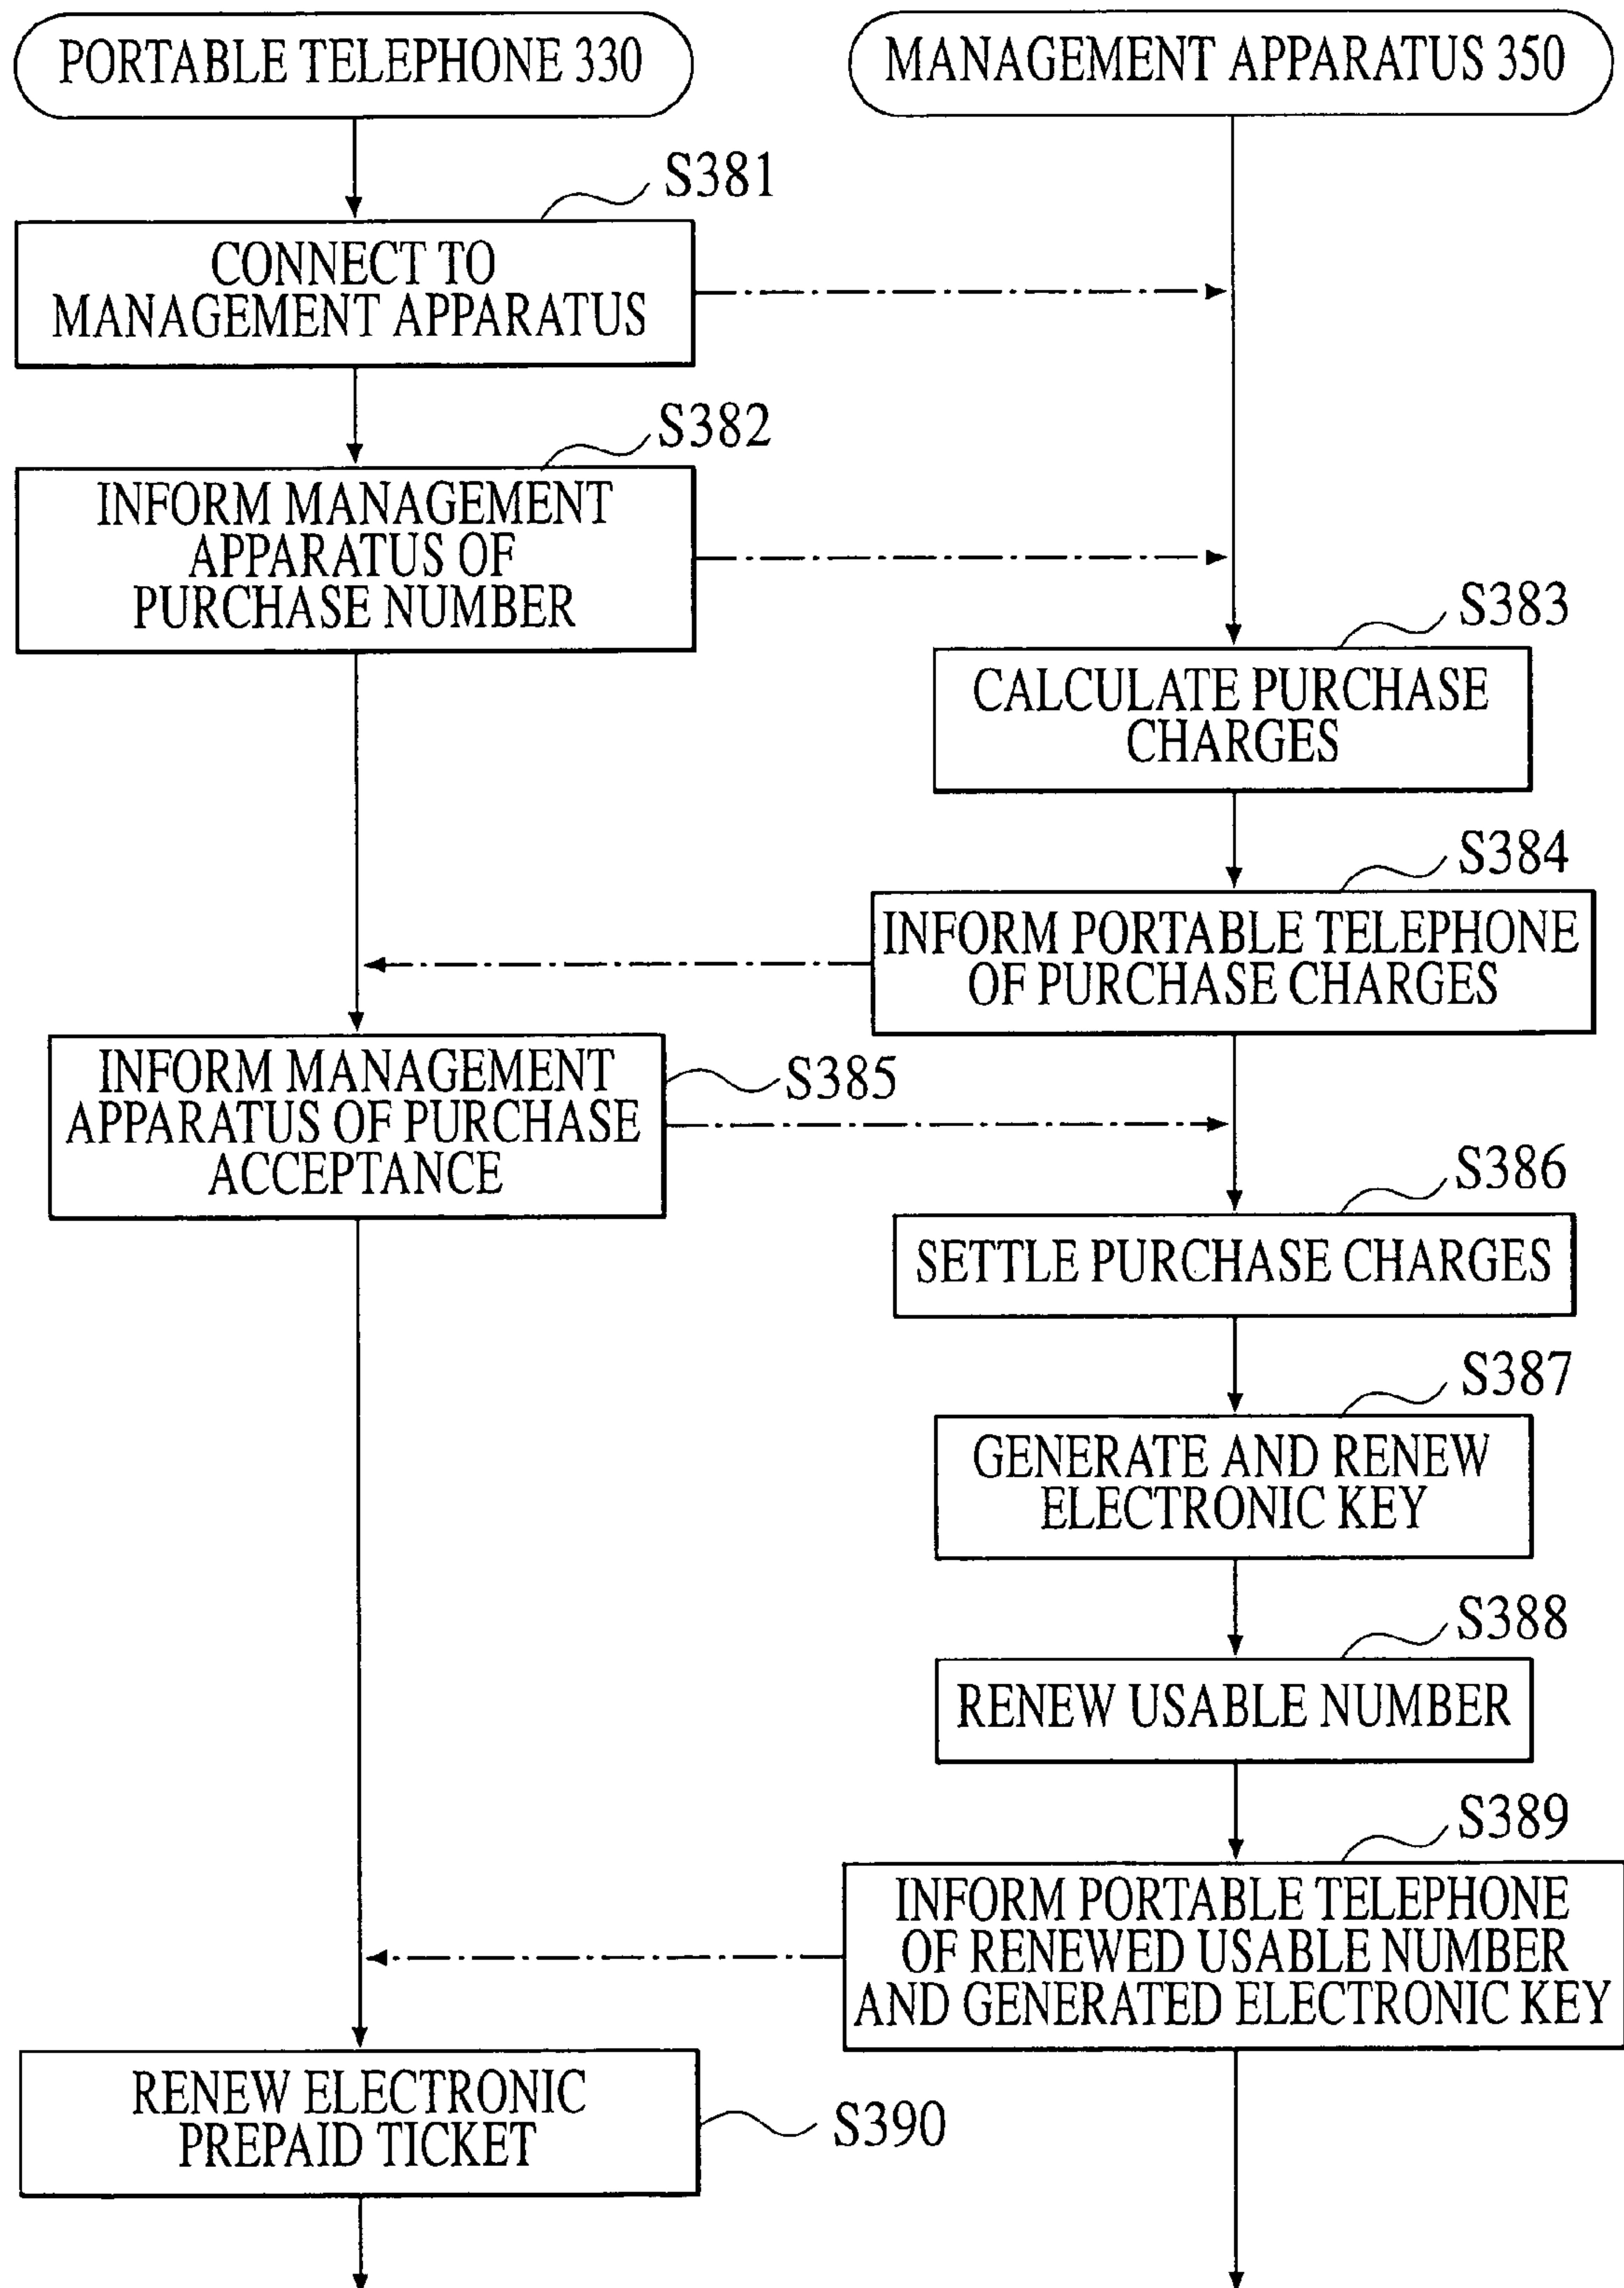 PORTABLE TELEPHONE 330
MANAGEMENT APPARATUS 350
S381
CONNECT TO
MANAGEMENT APPARATUS
S382
INFORM MANAGEMENT
APPARATUS OF
PURCHASE NUMBER
S383
CALCULATE PURCHASE
CHARGES
S384
INFORM PORTABLE TELEPHONE
OF PURCHASE CHARGES
INFORM MANAGEMENT
APPARATUS OF PURCHASE
ACCEPTANCE
S385
S386
SETTLE PURCHASE CHARGES
S387
GENERATE AND RENEW
ELECTRONIC KEY
S388
RENEW USABLE NUMBER
S389
INFORM PORTABLE TELEPHONE
OF RENEWED USABLE NUMBER
AND GENERATED ELECTRONIC KEY
RENEW ELECTRONIC
PREPAID TICKET
S390